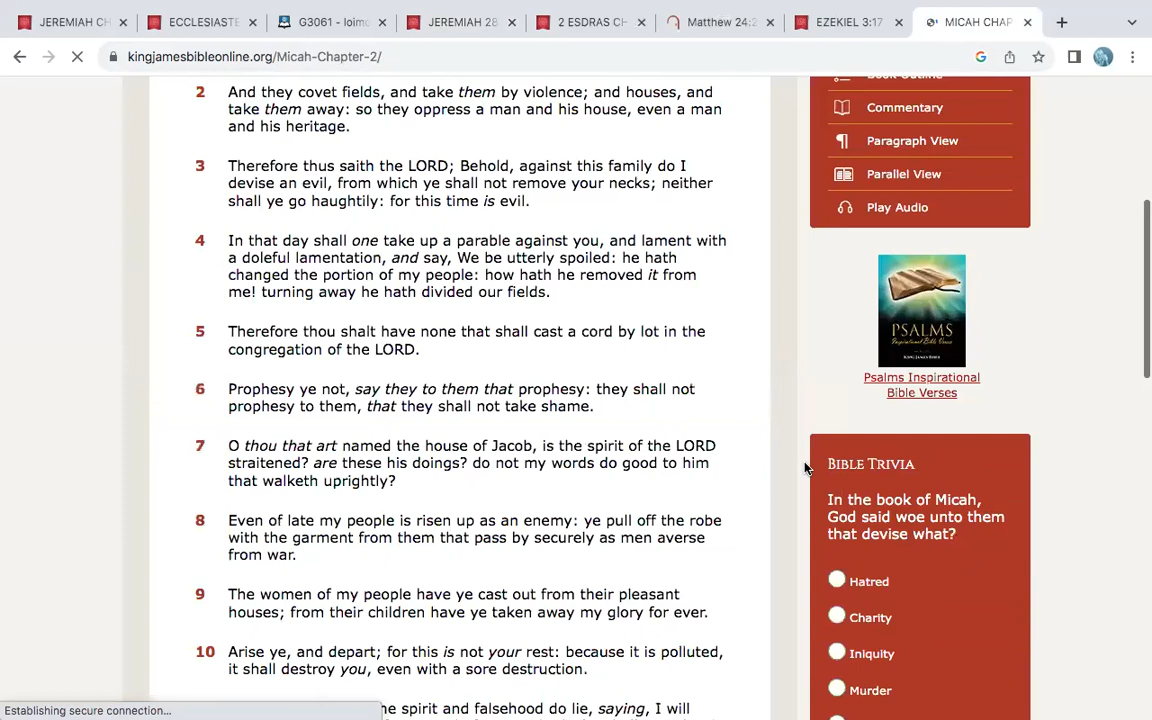 JEREMIAH CH
ECCLESIASTE
G3061 - loimo
JEREMIAH 28
2 ESDRAS CH
Matthew 24:2
EZEKIEL 3:17
MICAH CHAP
kingjamesbibleonline.org/Micah-Chapter-2/
2 And they covet fields, and take them by violence; and houses, and
take them away: so they oppress a man and his house, even a man
and his heritage.
3 Therefore thus saith the LORD; Behold, against this family do I
devise an evil, from which ye shall not remove your necks; neither
shall ye go haughtily: for this time is evil.
4 In that day shall one take up a parable against you, and lament with
a doleful lamentation, and say, We be utterly spoiled: he hath
changed the portion of my people: how hath he removed it from
me! turning away he hath divided our fields.
5 Therefore thou shalt have none that shall cast a cord by lot in the
congregation of the LORD.
6 Prophesy ye not, say they to them that prophesy: they shall not
prophesy to them, that they shall not take shame.
7 O thou that art named the house of Jacob, is the spirit of the LORD
straitened? are these his doings? do not my words do good to him
that walketh uprightly?
8 Even of late my people is risen up as an enemy: ye pull off the robe
with the garment from them that pass by securely as men averse
from war.
9 The women of my people have ye cast out from their pleasant
houses; from their children have ye taken away my glory for ever.
10 Arise ye, and depart; for this is not your rest: because it is polluted,
it shall destroy you, even with a sore destruction.
he spirit and falsehood do lie, saying, I will
Establishing secure connection...
Book Outline
Commentary
Paragraph View
Parallel View
Play Audio
PSALMS
Psalms Inspirational
Bible Verses
BIBLE TRIVIA
In the book of Micah,
God said woe unto them
that devise what?
Hatred
Charity
Iniquity
Murder